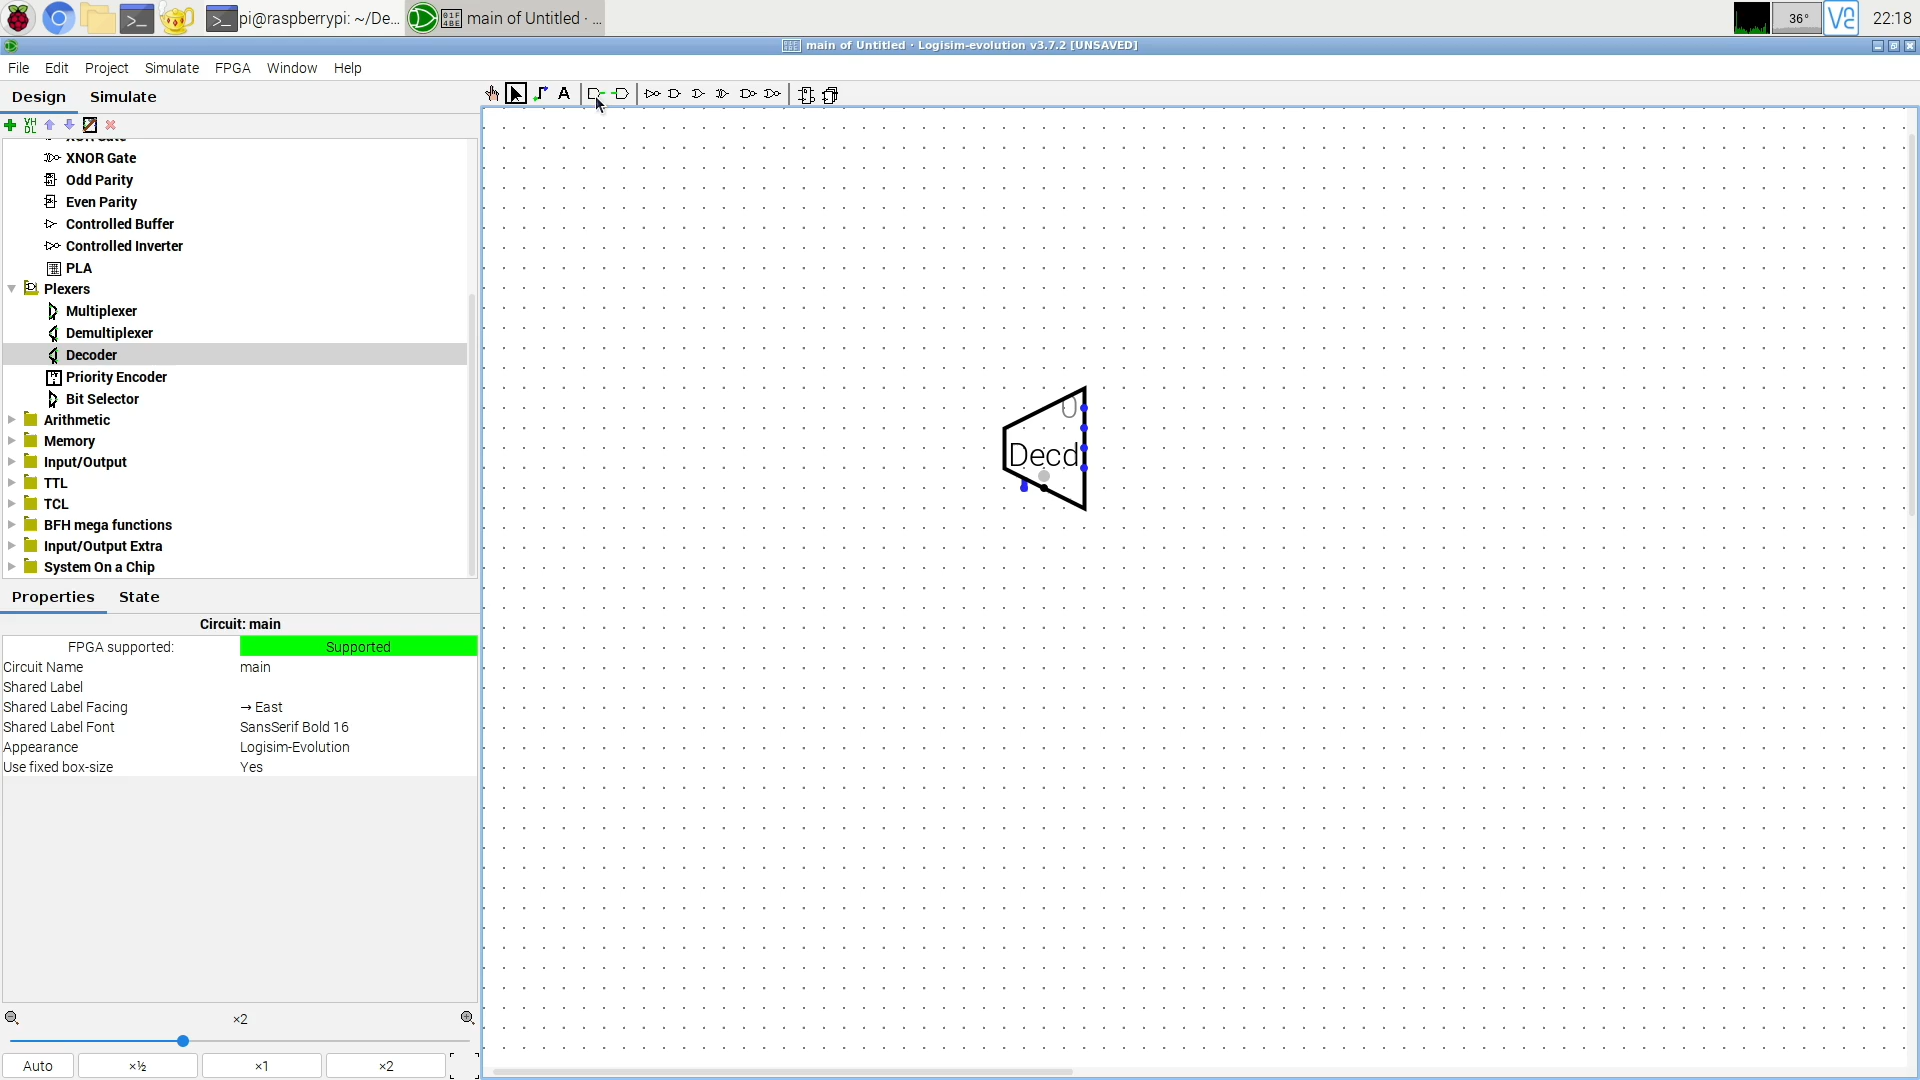 pi@raspberrypi: ~/De...
main of Untitled · ...
36°
22:18
main of Untitled · Logisim-evolution v3.7.2 [UNSAVED]
File Edit Project Simulate FPGA Window Help
Design Simulate
A
VH
DL
XOR Gate
XNOR Gate
Odd Parity
Even Parity
Controlled Buffer
Controlled Inverter
PLA
Plexers
Multiplexer
Demultiplexer
Decoder
Priority Encoder
Bit Selector
Arithmetic
Memory
Input/Output
TTL
TCL
BFH mega functions
Input/Output Extra
System On a Chip
0
Decd
Properties State
Circuit: main
FPGA supported: Supported
Circuit Name main
Shared Label
Shared Label Facing → East
Shared Label Font SansSerif Bold 16
Appearance Logisim-Evolution
Use fixed box-size Yes
×2
Auto ×½ ×1 ×2